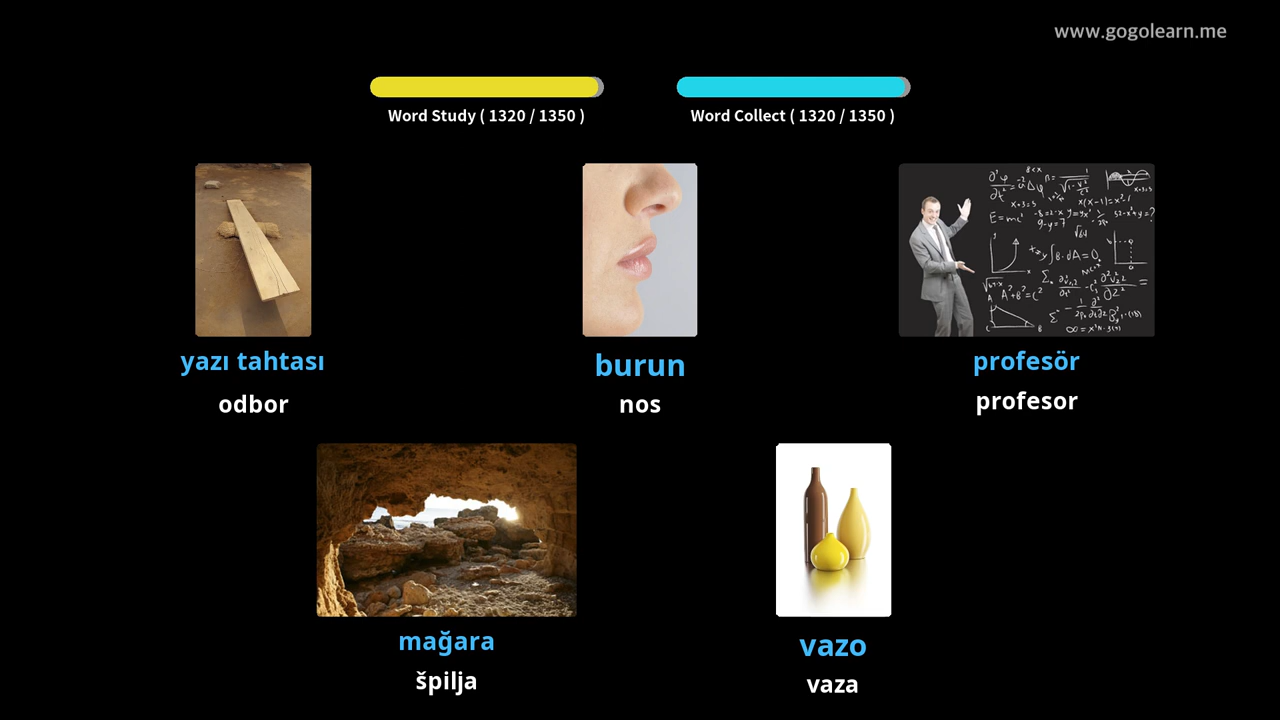 www.gogolearn.me
Word Study ( 1320 / 1350 )
Word Collect ( 1320 / 1350 )
yazı tahtası
odbor
burun
nos
profesör
profesor
mağara
špilja
vazo
vaza